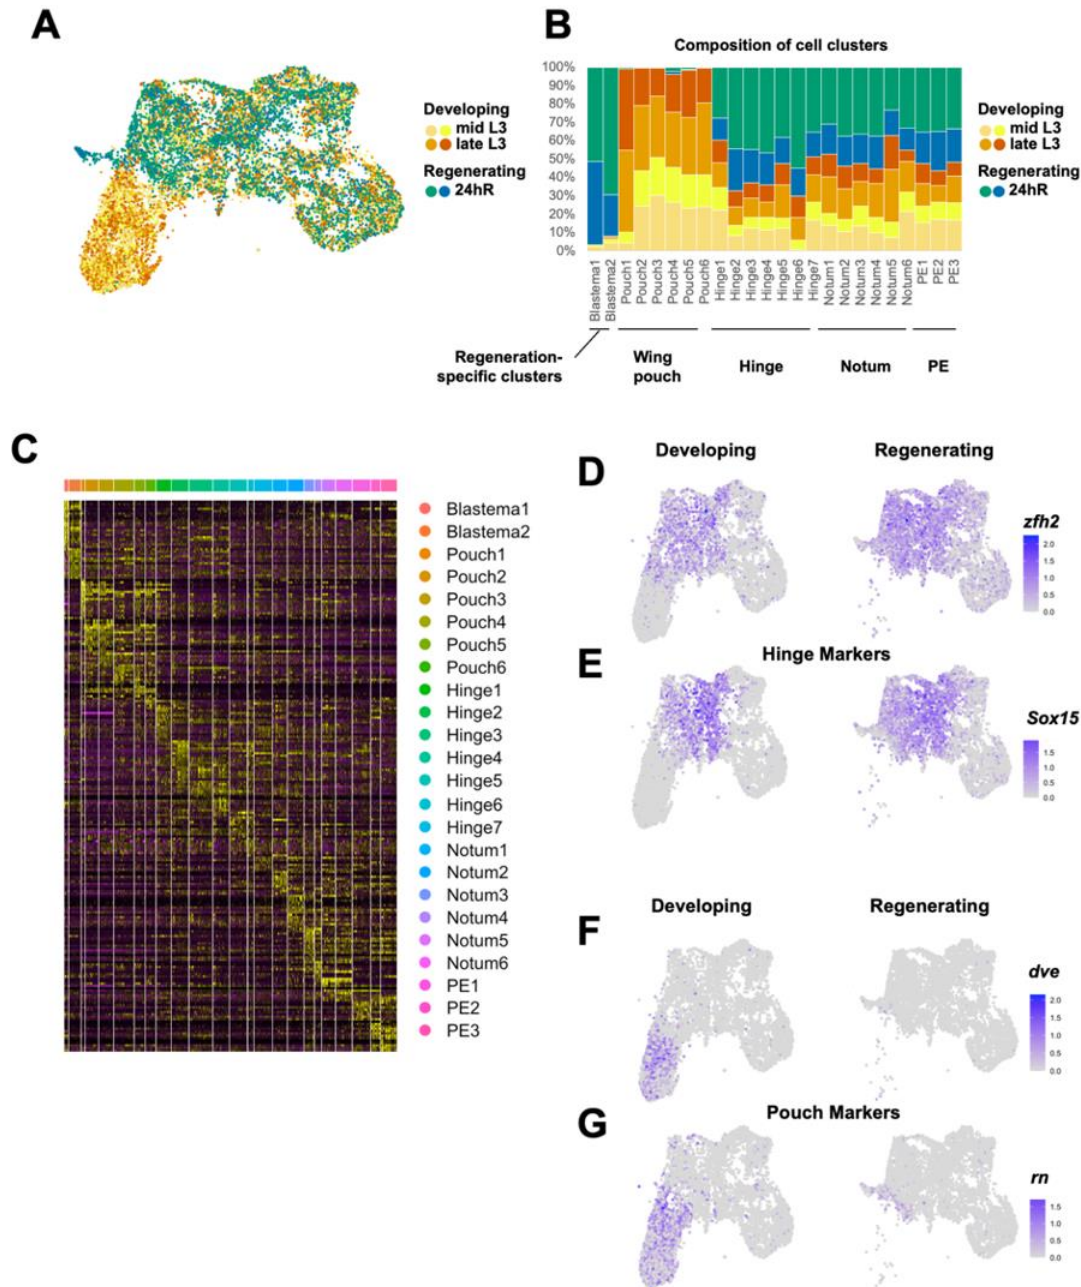 A
Developing
mid L3
late L3
Regenerating
24hR
B
Composition of cell clusters
100%
90%
80%
70%
60%
50%
40%
30%
20%
10%
0%
Blastema1
Blastema2
Pouch1
Pouch2
Pouch3
Pouch4
Pouch5
Pouch6
Hinge1
Hinge2
Hinge3
Hinge4
Hinge5
Hinge6
Hinge7
Notum1
Notum2
Notum3
Notum4
Notum5
Notum6
PE1
PE2
PE3
Regeneration-
specific clusters
Wing
pouch
Hinge
Notum
PE
Developing
mid L3
late L3
Regenerating
24hR
C
Blastema1
Blastema2
Pouch1
Pouch2
Pouch3
Pouch4
Pouch5
Pouch6
Hinge1
Hinge2
Hinge3
Hinge4
Hinge5
Hinge6
Hinge7
Notum1
Notum2
Notum3
Notum4
Notum5
Notum6
PE1
PE2
PE3
Developing Regenerating
D
zfh2
2.0
1.5
1.0
0.5
0.0
Hinge Markers
E
Sox15
1.5
1.0
0.5
0.0
Developing Regenerating
F
dve
2.0
1.5
1.0
0.5
0.0
Pouch Markers
G
rn
1.5
1.0
0.5
0.0